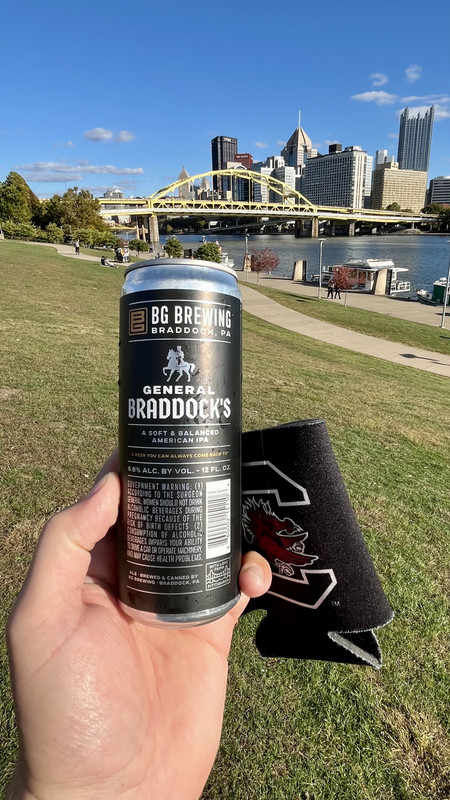 BG BREWING
BRADDOCK, PA
GENERAL
BRADDOCK'S
A SOFT & BALANCED
AMERICAN IPA
"A BEER YOU CAN ALWAYS COME BACK TO"
6.8% ALC. BY VOL. - 12 FL. OZ.
GOVERNMENT WARNING: (1)
ACCORDING TO THE SURGEON
GENERAL, WOMEN SHOULD NOT DRINK
ALCOHOLIC BEVERAGES DURING
PREGNANCY BECAUSE OF THE
RISK OF BIRTH DEFECTS. (2)
CONSUMPTION OF ALCOHOLIC
BEVERAGES IMPAIRS YOUR ABILITY
TO DRIVE A CAR OR OPERATE MACHINERY,
AND MAY CAUSE HEALTH PROBLEMS.
ALE - BREWED & CANNED BY
BG BREWING - BRADDOCK, PA
TM